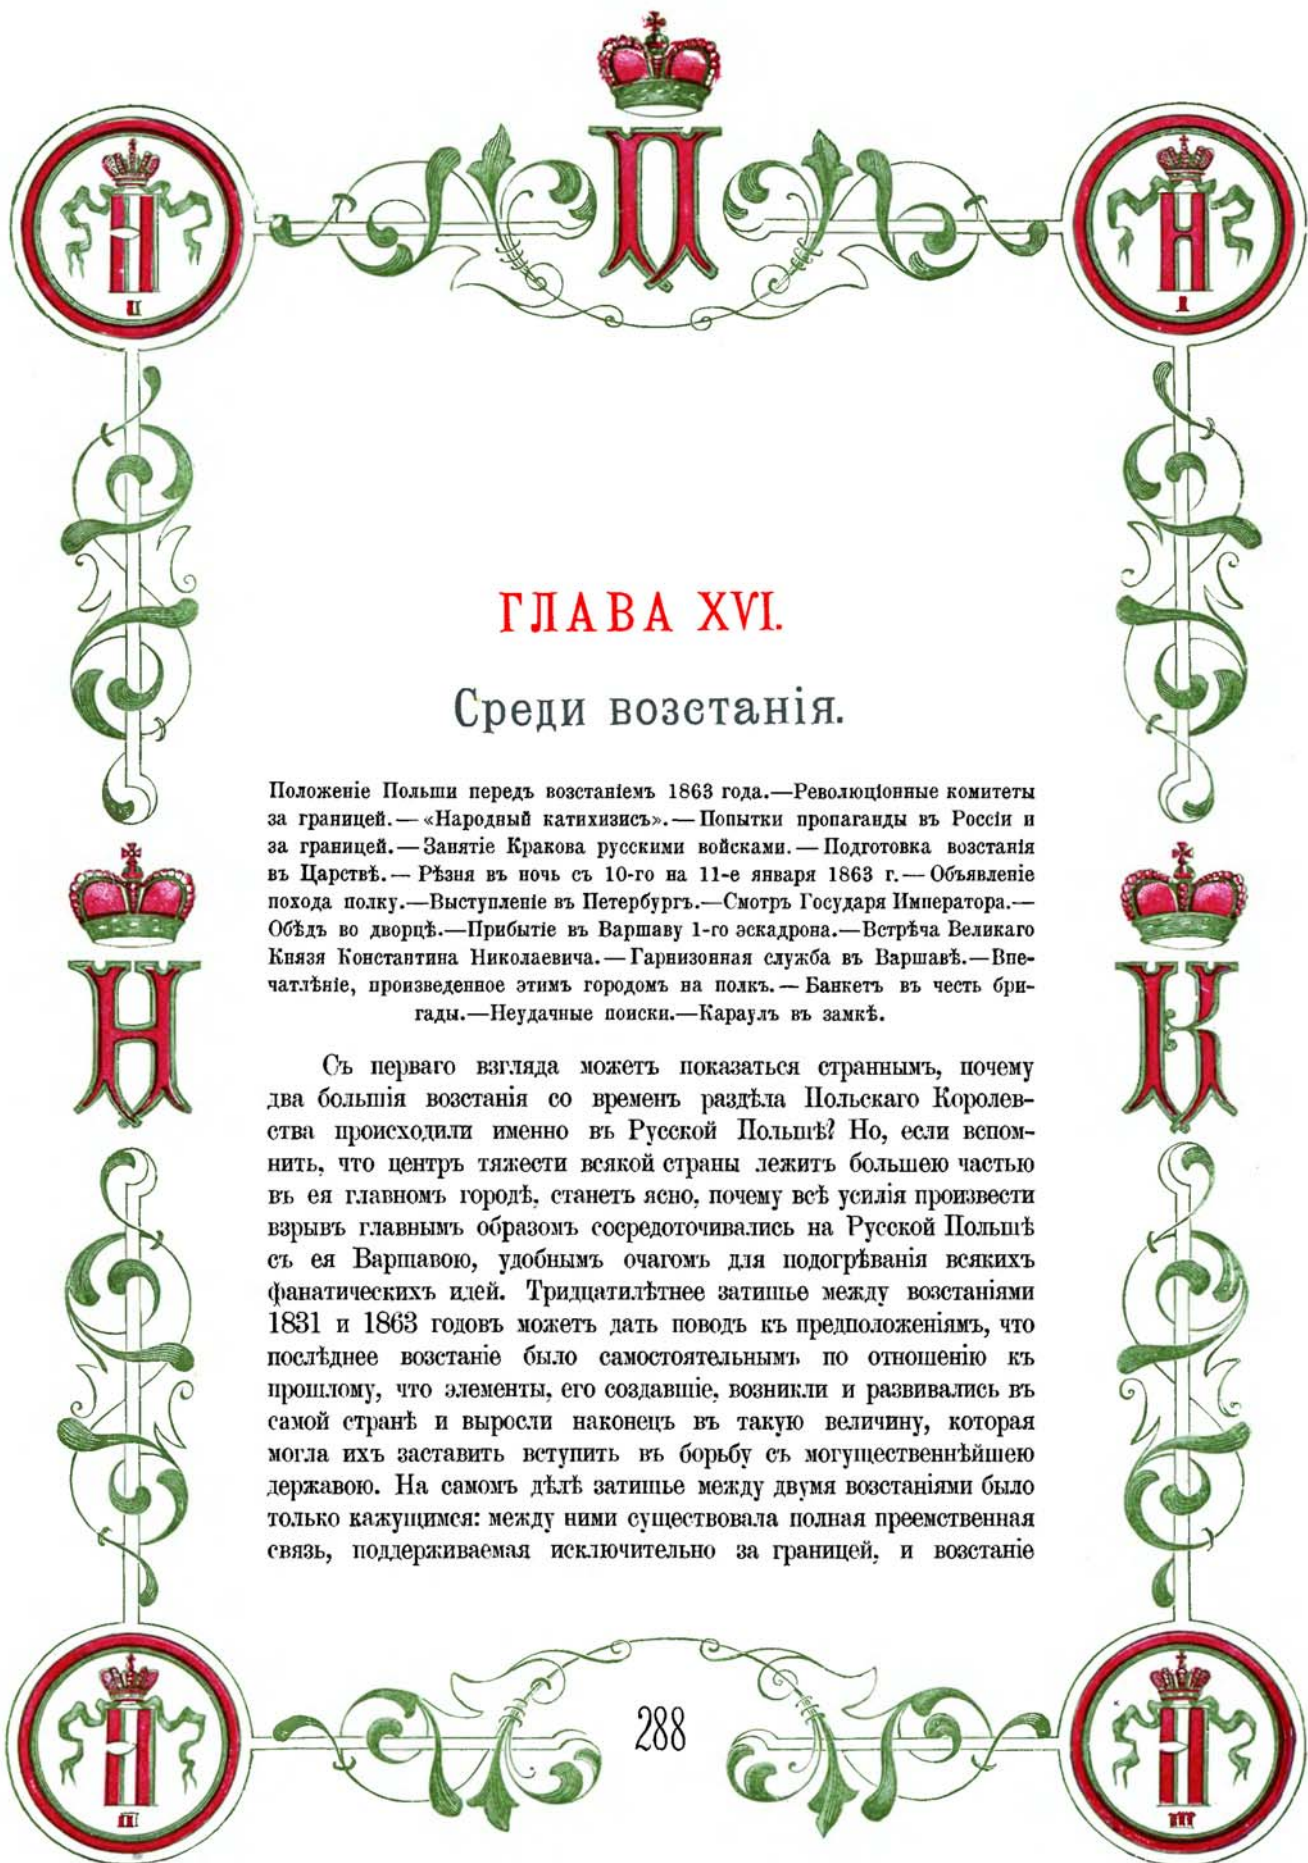 П
I
ГЛАВА XVI.
Среди возстанія.
Положеніе Польши передъ возстаніемъ 1863 года.—Революціонные комитеты
за границей.—«Народный катихизисъ».—Попытки пропаганды въ Россіи и
за границей.—Занятіе Кракова русскими войсками.—Подготовка возстанія
въ Царствѣ.—Рѣзня въ ночь съ 10-го на 11-е января 1863 г.—Объявленіе
похода полку.—Выступленіе въ Петербургъ.—Смотръ Государя Императора.—
Обѣдъ во дворцѣ.—Прибытіе въ Варшаву 1-го эскадрона.—Встрѣча Великаго
Князя Константина Николаевича.—Гарнизонная служба въ Варшавѣ.—Впе-
чатлѣніе, произведенное этимъ городомъ на полкъ.—Банкетъ въ честь бри-
гады.—Неудачные поиски.—Караулъ въ замкѣ.
Н
К
Съ перваго взгляда можетъ показаться страннымъ, почему
два большія возстанія со временъ раздѣла Польскаго Королев-
ства происходили именно въ Русской Польшѣ? Но, если вспом-
нить, что центръ тяжести всякой страны лежитъ большею частью
въ ея главномъ городѣ, станетъ ясно, почему всѣ усилія произвести
взрывъ главнымъ образомъ сосредоточивались на Русской Польшѣ
съ ея Варшавою, удобнымъ очагомъ для подогрѣванія всякихъ
фанатическихъ идей. Тридцатилѣтнее затишье между возстаніями
1831 и 1863 годовъ можетъ дать поводъ къ предположеніямъ, что
послѣднее возстаніе было самостоятельнымъ по отношенію къ
прошлому, что элементы, его создавшіе, возникли и развивались въ
самой странѣ и выросли наконецъ въ такую величину, которая
могла ихъ заставить вступить въ борьбу съ могущественнѣйшею
державою. На самомъ дѣлѣ затишье между двумя возстаніями было
только кажущимся: между ними существовала полная преемственная
связь, поддерживаемая исключительно за границей, и возстаніе
288
III